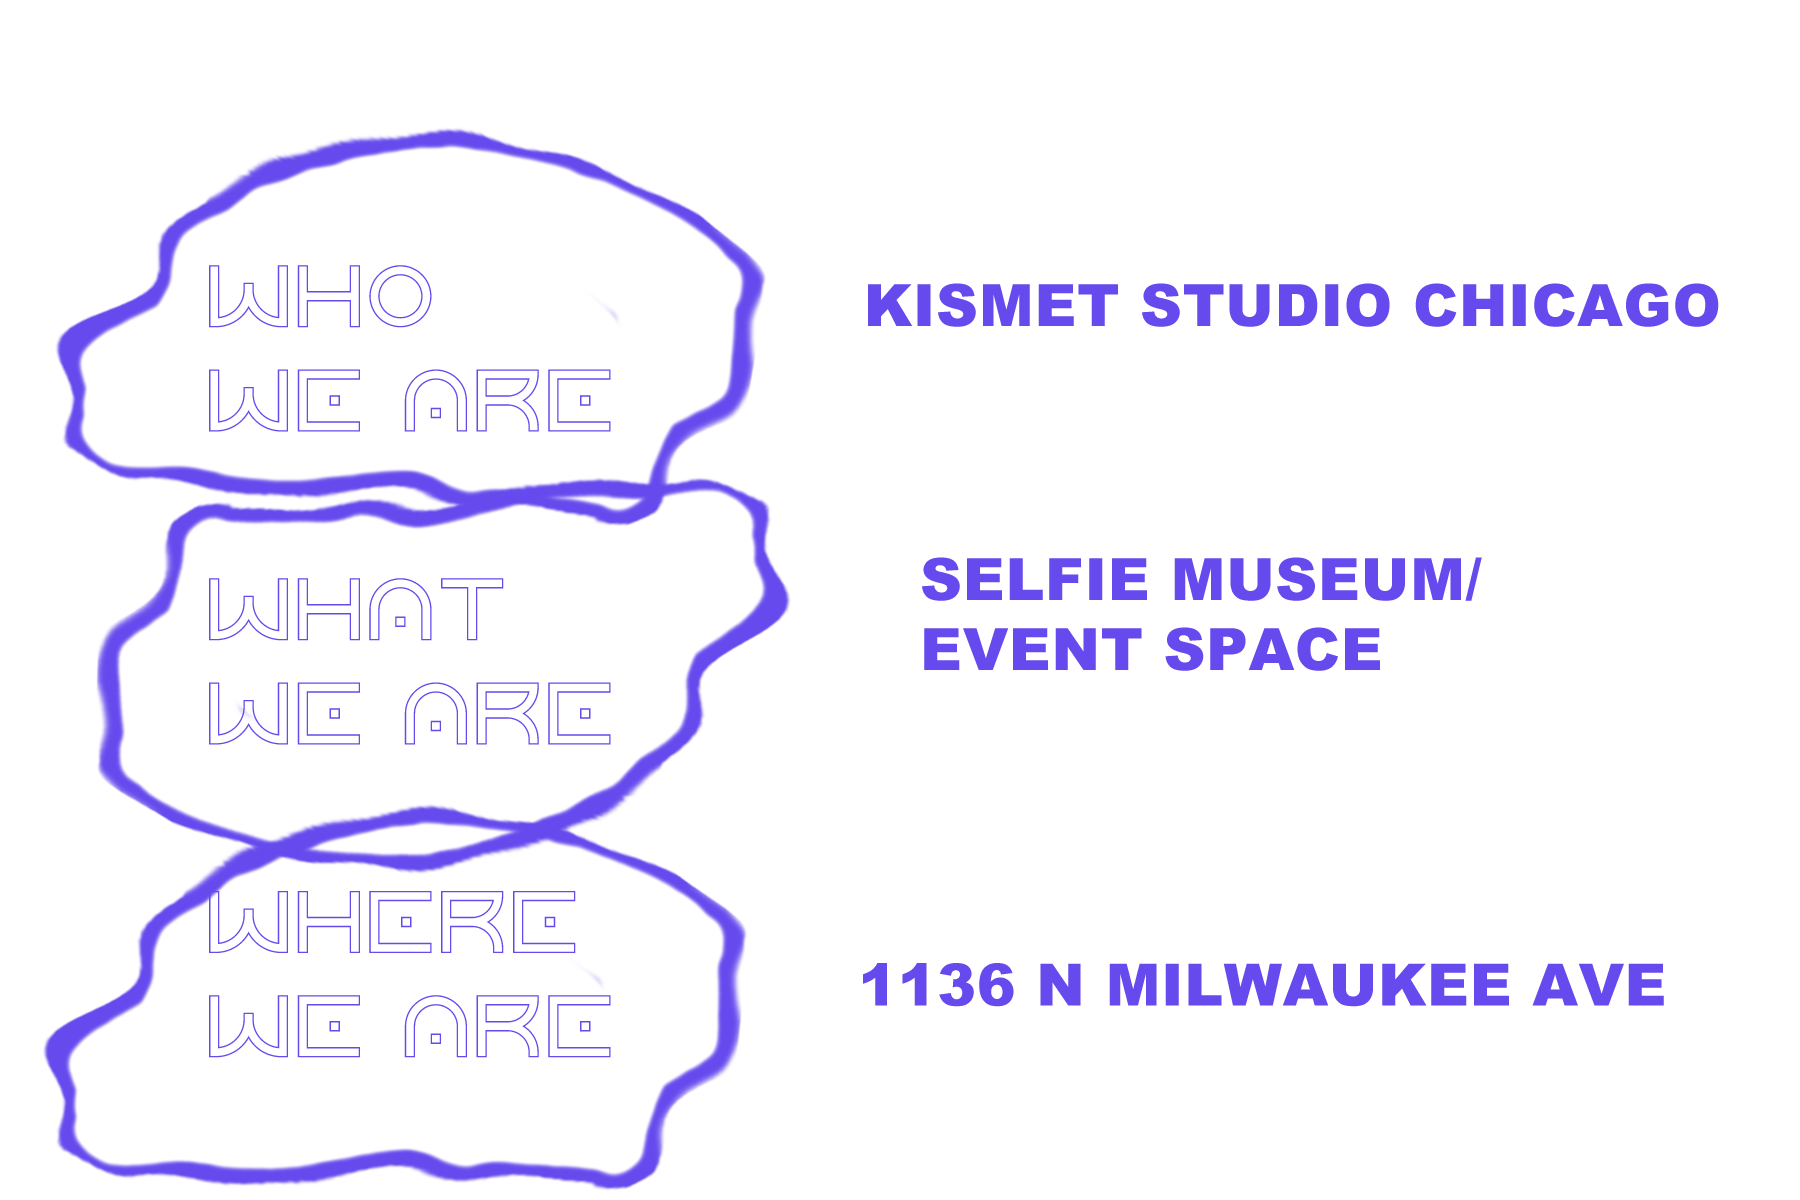 WHO
WE ARE
KISMET STUDIO CHICAGO
WHAT
WE ARE
SELFIE MUSEUM/
EVENT SPACE
WHERE
WE ARE
1136 N MILWAUKEE AVE